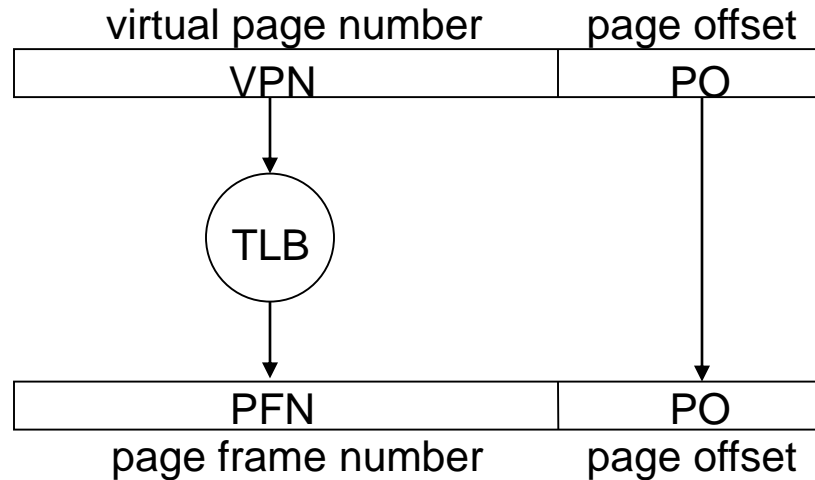 virtual page number page offset
VPN PO
TLB
PFN PO
page frame number page offset